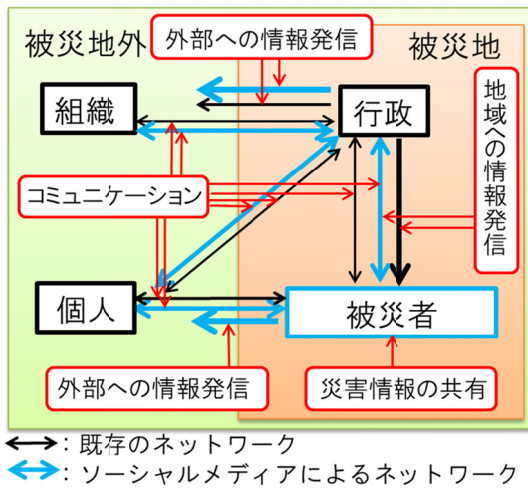 被災地外
外部への情報発信
被災地
組織
行政
地域への情報発信
コミュニケーション
個人
被災者
外部への情報発信
災害情報の共有
：既存のネットワーク
：ソーシャルメディアによるネットワーク